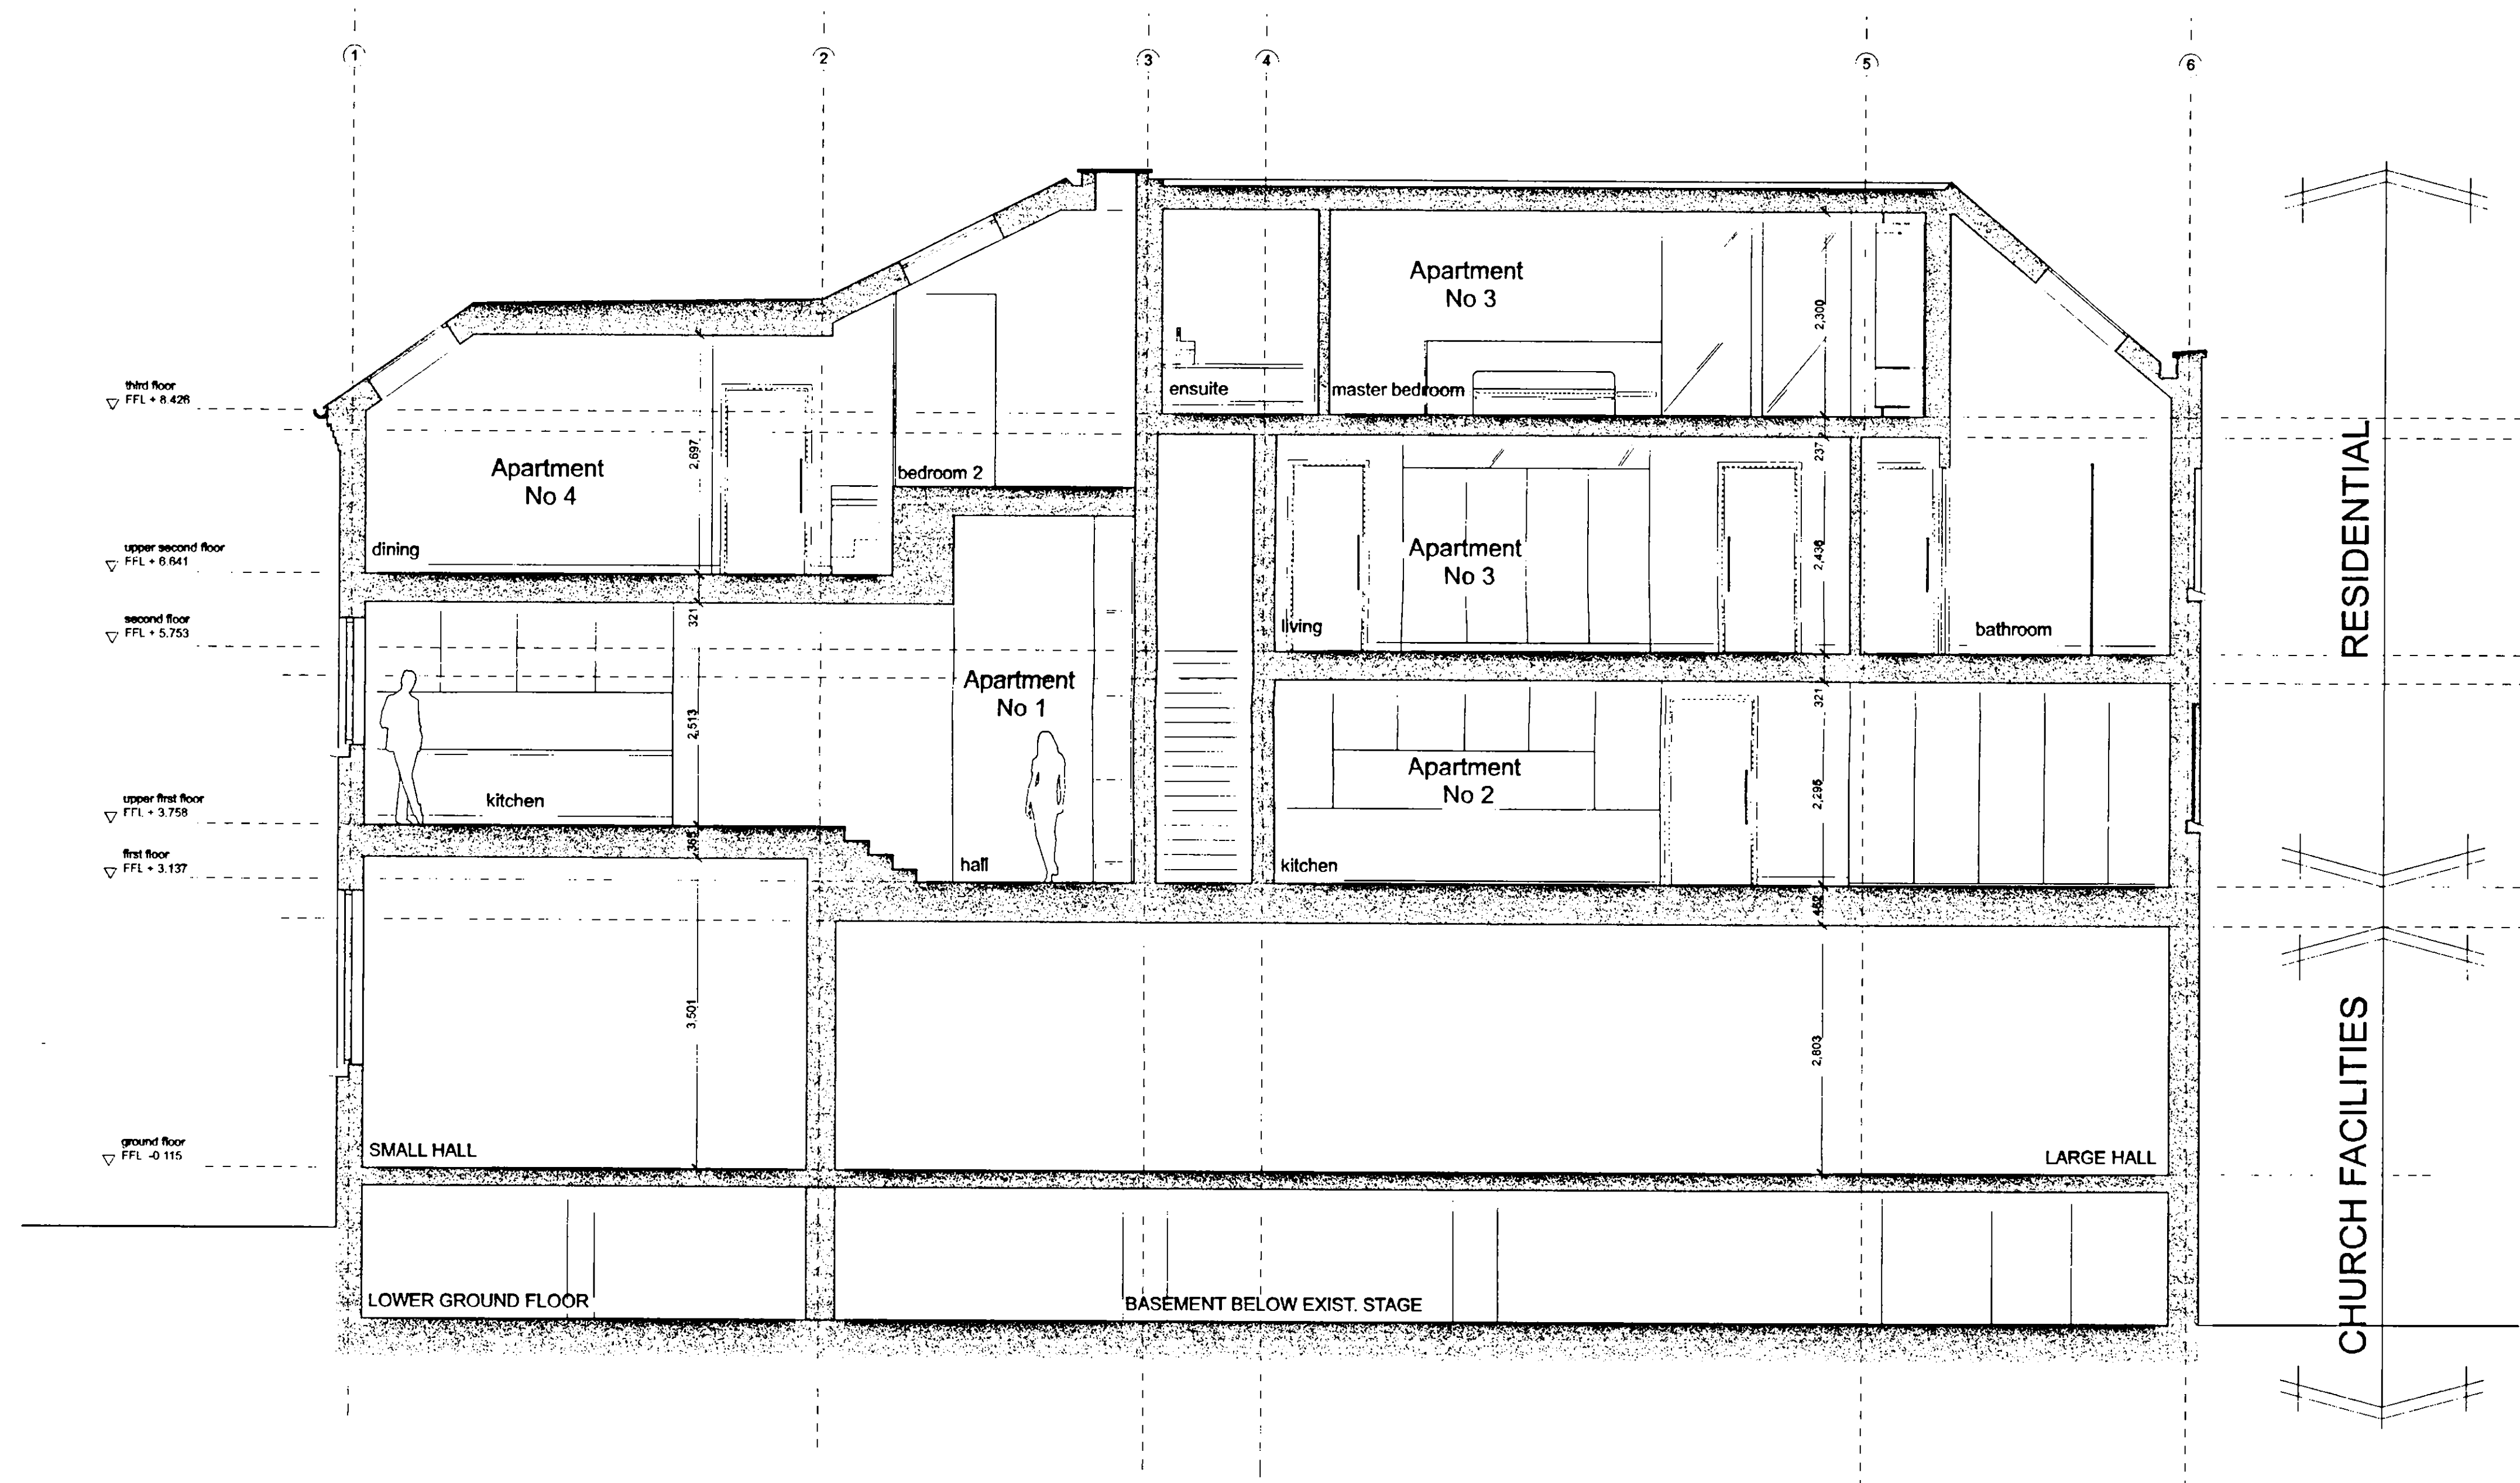 1
2
3
4
5
6
Apartment
No 3
2,300
third floor
FFL + 8.426
ensuite
master bedroom
2,697
Apartment
No 4
bedroom 2
237
RESIDENTIAL
upper second floor
FFL + 6.641
dining
Apartment
No 3
2,436
second floor
FFL + 5.753
321
living
bathroom
Apartment
No 1
321
2,513
Apartment
No 2
2,295
upper first floor
FFL + 3.758
kitchen
first floor
FFL + 3.137
hall
kitchen
462
3,501
2,803
CHURCH FACILITIES
ground floor
FFL -0 115
SMALL HALL
LARGE HALL
LOWER GROUND FLOOR
BASEMENT BELOW EXIST. STAGE